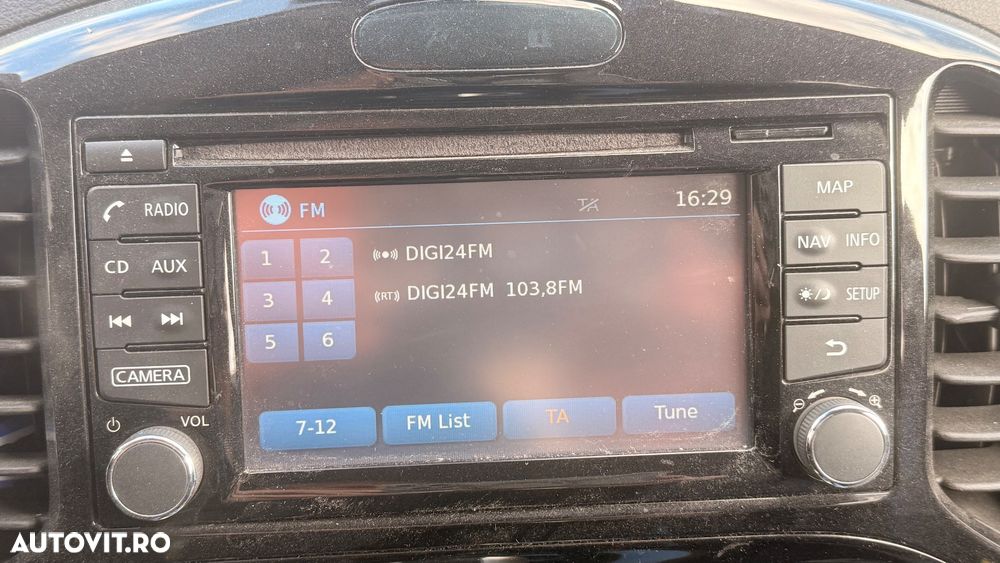 FM TA 16:29
RADIO
CD AUX
CAMERA
VOL
1 2
3 4
5 6
DIGI24FM
(RT) DIGI24FM 103,8FM
7-12 FM List TA Tune
MAP
NAV INFO
SETUP
AUTOVIT.RO